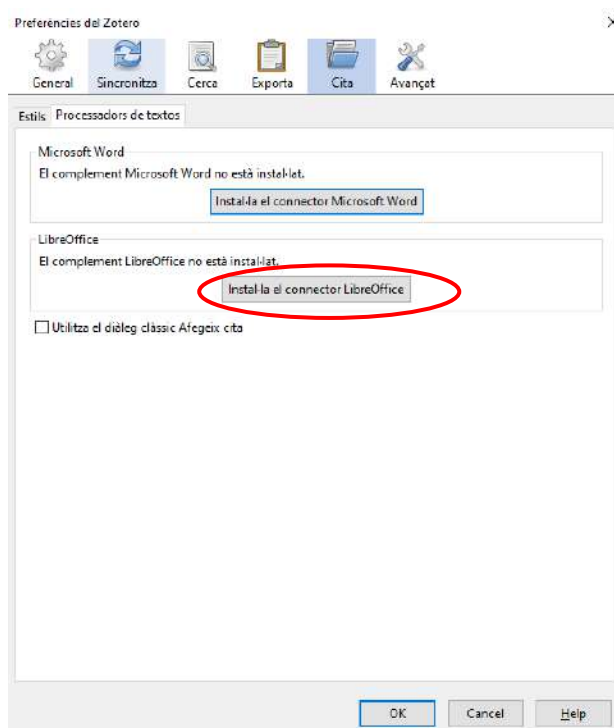 Preferències del Zotero
General Sincronitza Cerca Exporta Cita Avançat
Estils Processadors de textos
Microsoft Word
El complement Microsoft Word no està instal·lat.
Instal·la el connector Microsoft Word
LibreOffice
El complement LibreOffice no està instal·lat.
Instal·la el connector LibreOffice
Utilitza el diàleg clàssic Afegeix cita
OK Cancel Help